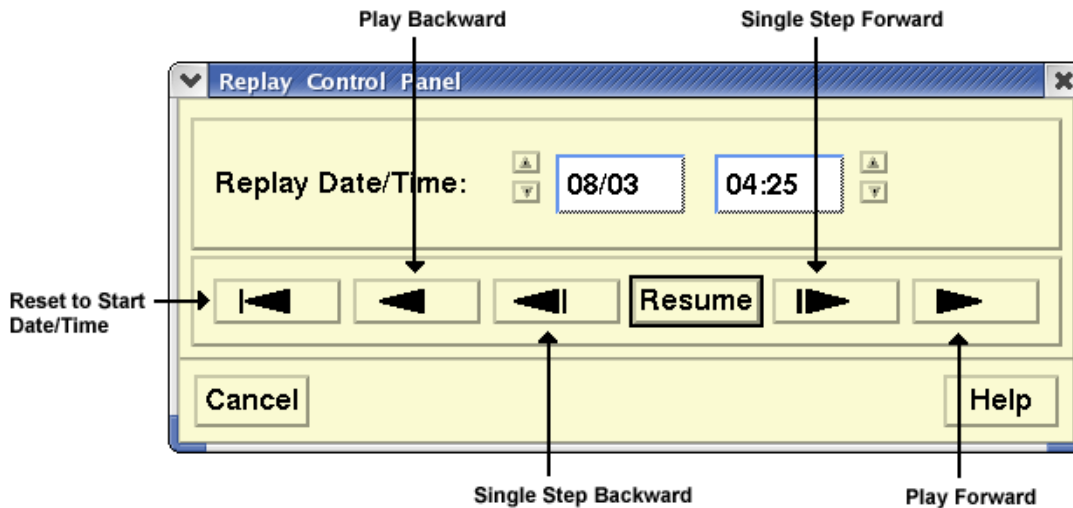 Play Backward
Single Step Forward
Replay Control Panel
Replay Date/Time:
08/03
04:25
Reset to Start
Date/Time
Resume
Cancel
Help
Single Step Backward
Play Forward